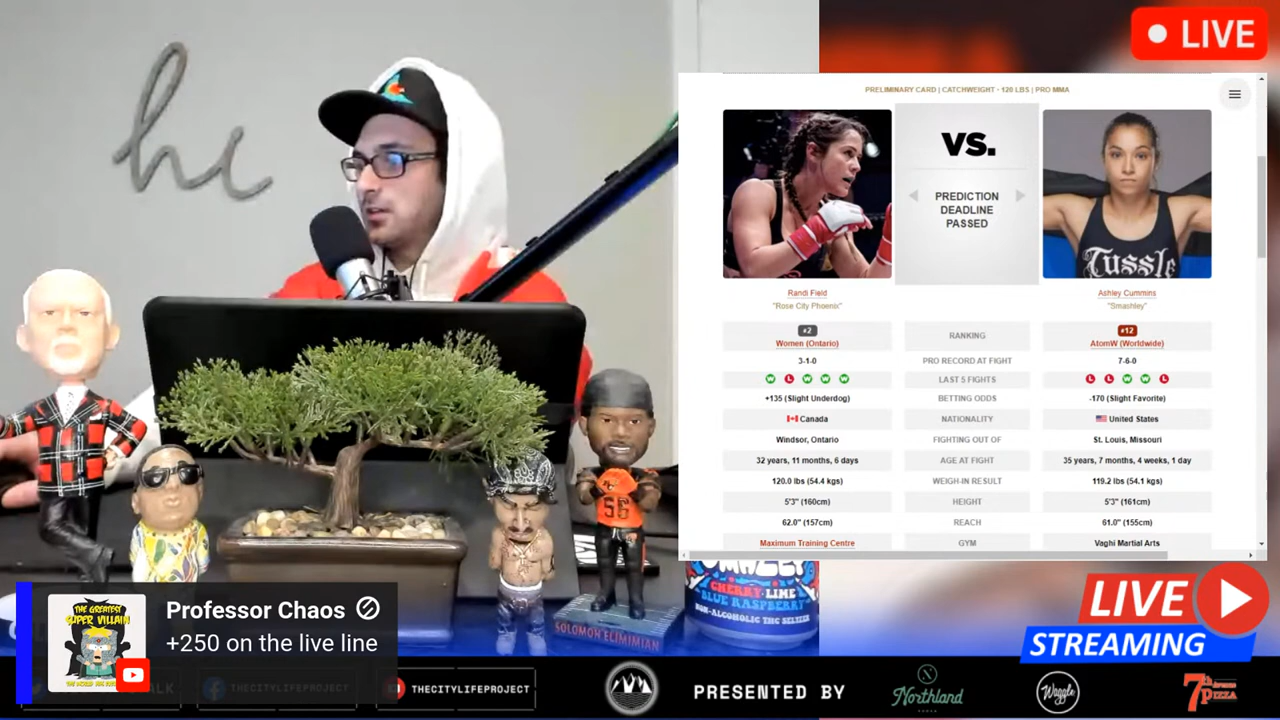 hi
LIVE
PRELIMINARY CARD | CATCHWEIGHT · 120 LBS | PRO MMA
VS.
PREDICTION
DEADLINE
PASSED
Tussle
Randi Field
"Rose City Phoenix"
Ashley Cummins
"Smashley"
#2
Women (Ontario)
RANKING
#12
AtomW (Worldwide)
3-1-0
PRO RECORD AT FIGHT
7-6-0
W L W W W
LAST 5 FIGHTS
L L W W L
+135 (Slight Underdog)
BETTING ODDS
-170 (Slight Favorite)
Canada
NATIONALITY
United States
Windsor, Ontario
FIGHTING OUT OF
St. Louis, Missouri
32 years, 11 months, 6 days
AGE AT FIGHT
35 years, 7 months, 4 weeks, 1 day
120.0 lbs (54.4 kgs)
WEIGH-IN RESULT
119.2 lbs (54.1 kgs)
5'3" (160cm)
HEIGHT
5'3" (161cm)
62.0" (157cm)
REACH
61.0" (155cm)
Maximum Training Centre
GYM
Vaghi Martial Arts
56
SOLOMON ELIMIMIAN
CHERRY-LIME
BLUE RASPBERRY
NON-ALCOHOLIC THC SELTZER
THE GREATEST
SUPER VILLAIN
Professor Chaos
+250 on the live line
LIVE
STREAMING
THECITYLIFEPROJECT
THECITYLIFEPROJECT
PRESENTED BY
Northland
Waggle
7th Avenue
PIZZA